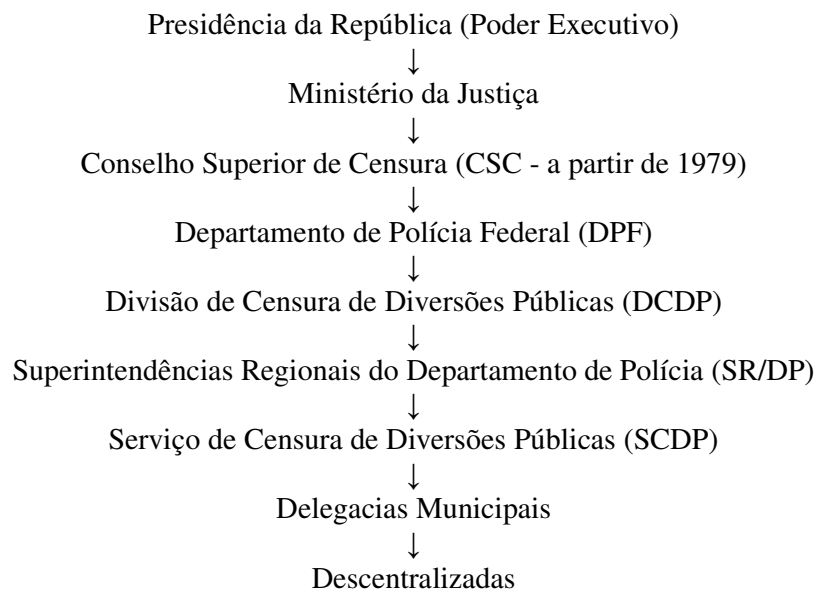 Presidência da República (Poder Executivo)
↓
Ministério da Justiça
↓
Conselho Superior de Censura (CSC - a partir de 1979)
↓
Departamento de Polícia Federal (DPF)
↓
Divisão de Censura de Diversões Públicas (DCDP)
↓
Superintendências Regionais do Departamento de Polícia (SR/DP)
↓
Serviço de Censura de Diversões Públicas (SCDP)
↓
Delegacias Municipais
↓
Descentralizadas